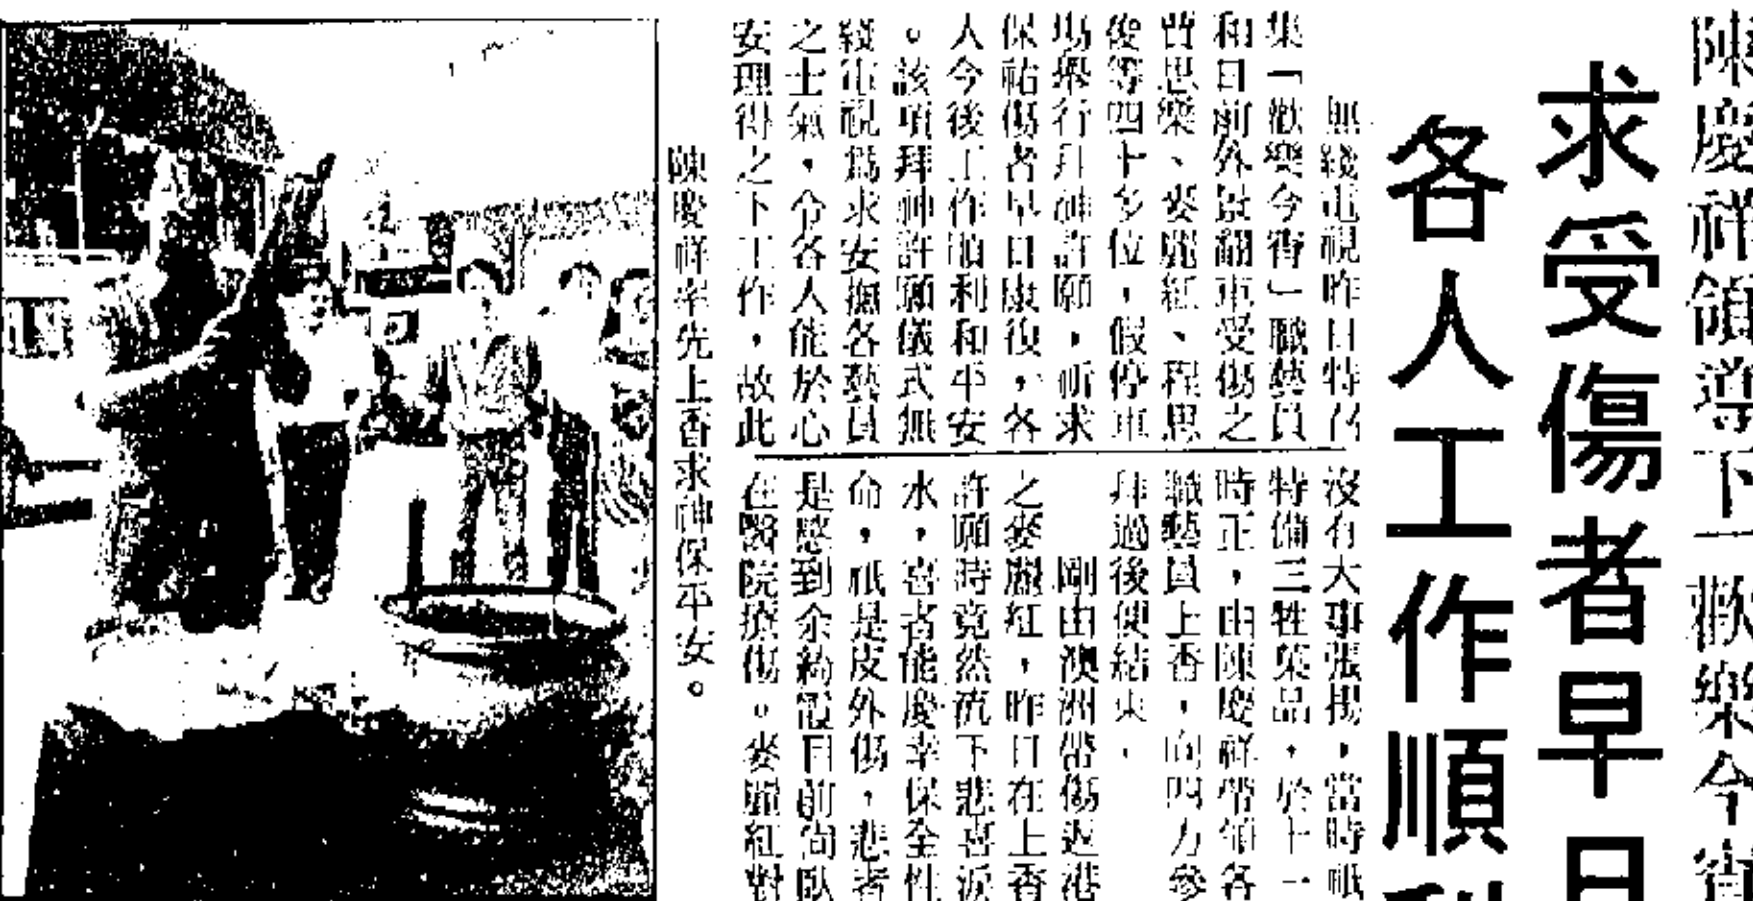 陳慶祥領導下一歡樂今宵
求受傷者早日
各人工作順利
無綫電視昨日特召
集「歡樂今宵」職藝員
和日前外景翻車受傷之
賈思樂、麥麗紅、程思
俊等四十多位,假停車
場舉行拜神許願,祈求
保祐傷者早日康復,各
人今後工作順利和平安
。該項拜神許願儀式無
綫電視爲求安撫各藝員
之士氣,令各人能於心
安理得之下工作,故此
沒有大事張揚,當時祇
特備三牲菓品,於十一
時正,由陳慶祥帶領各
職藝員上香,向四方參
拜過後便結束.
剛由澳洲帶傷返港
之麥麗紅,昨日在上香
許願時竟然流下悲喜淚
水,喜者能慶幸保全性
命,祇是皮外傷,悲者
是感到余綺霞目前尚臥
在醫院療傷。麥麗紅對
陳慶祥率先上香求神保平安。